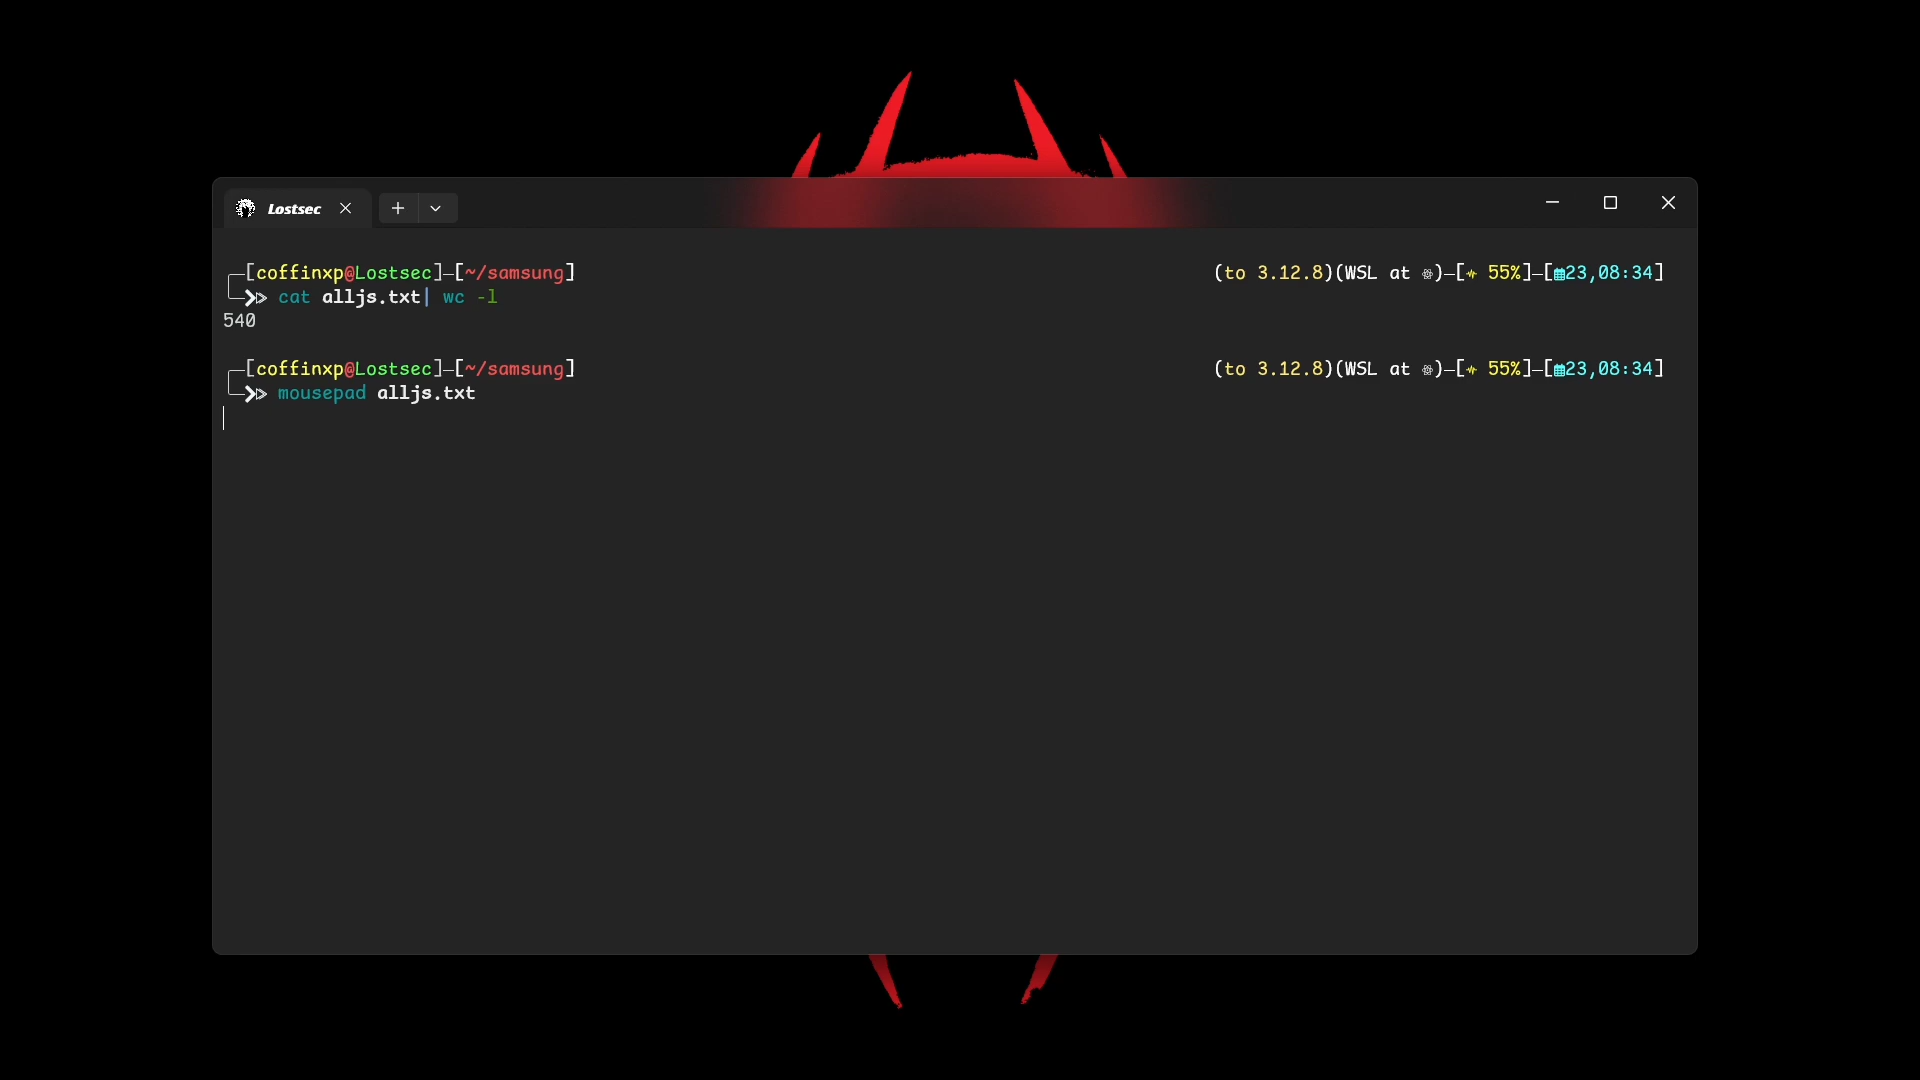 Lostsec
[coffinxp@Lostsec]-[~/samsung] (to 3.12.8)(WSL at )-[ 55%]-[23,08:34]
cat alljs.txt| wc -l
540
[coffinxp@Lostsec]-[~/samsung] (to 3.12.8)(WSL at )-[ 55%]-[23,08:34]
mousepad alljs.txt